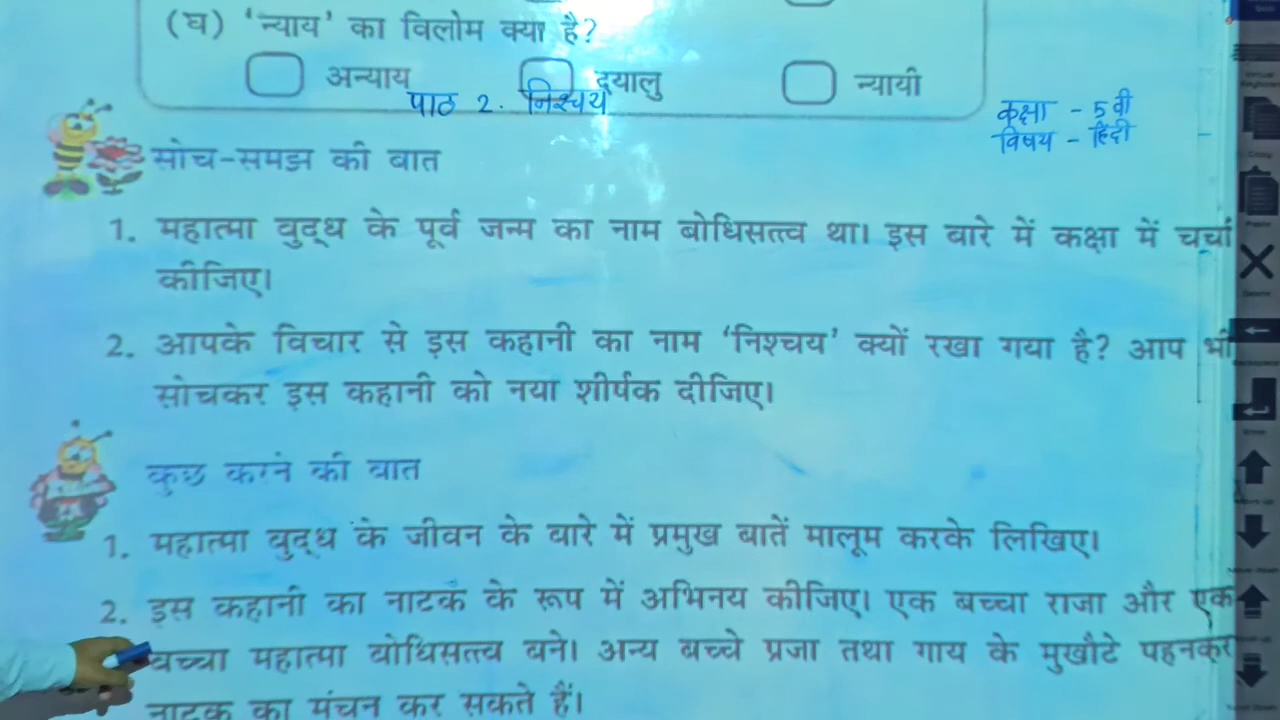 (घ) 'न्याय' का विलोम क्या है?
अन्याय दयालु न्यायी
पाठ 2. निश्चय
कक्षा - 5 वी
विषय - हिंदी
सोच-समझ की बात
1. महात्मा बुद्ध के पूर्व जन्म का नाम बोधिसत्त्व था। इस बारे में कक्षा में चर्चा
कीजिए।
2. आपके विचार से इस कहानी का नाम 'निश्चय' क्यों रखा गया है? आप भी
सोचकर इस कहानी को नया शीर्षक दीजिए।
कुछ करने की बात
1. महात्मा बुद्ध के जीवन के बारे में प्रमुख बातें मालूम करके लिखिए।
2. इस कहानी का नाटक के रूप में अभिनय कीजिए। एक बच्चा राजा और एक
बच्चा महात्मा बोधिसत्त्व बने। अन्य बच्चे प्रजा तथा गाय के मुखौटे पहनकर
नाटक का मंचन कर सकते हैं।